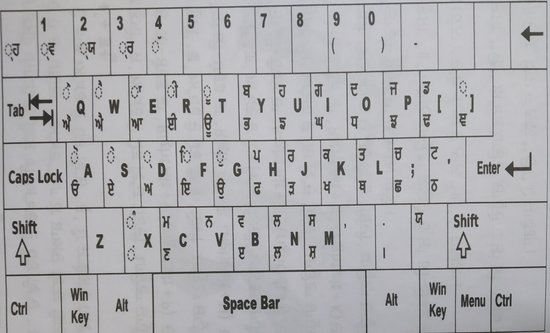 1 2 3 4 5 6 7 8 9 0
੍ਹ ੍ਵ ੍ਯ ੍ਰ ੱ ( ) -
ੌ ੈ ਾ ੀ ੂ ਬ ਹ ਗ ਦ ਜ ਡ ਼
Tab Q W E R T Y U I O P [ ]
ਔ ਐ ਆ ਈ ਊ ਭ ਙ ਘ ਧ ਝ ਢ ਞ
ੋ ੇ ੍ ਿ ੁ ਪ ਰ ਕ ਤ ਚ ਟ
Caps Lock A S D F G H J K L ; ' Enter
ਓ ਏ ਅ ਇ ਉ ਫ ੜ ਖ ਥ ਛ ਠ
ੰ ਮ ਨ ਵ ਲ ਸ , . ਯ
Shift Z X C V B N M Shift
ਂ ਣ ੲ ਲ਼ ਸ਼ ।
Ctrl Win Key Alt Space Bar Alt Win Key Menu Ctrl